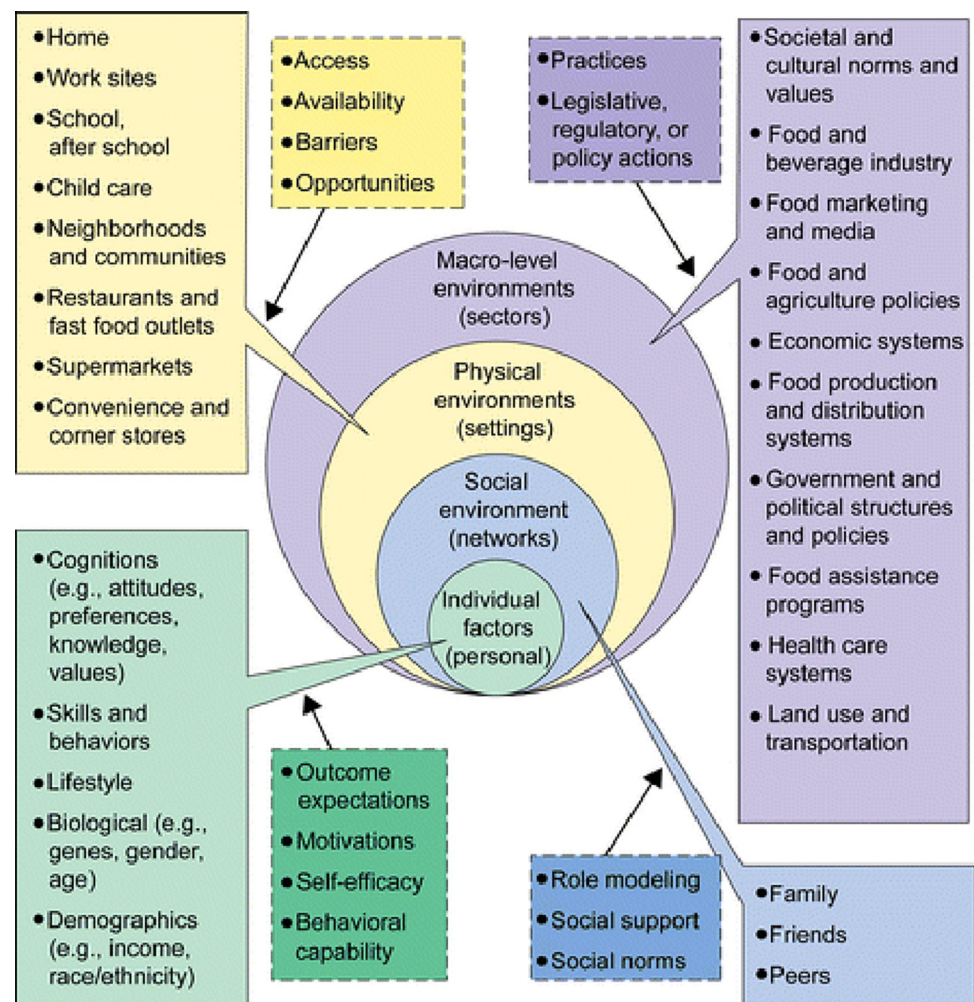 ●Home
●Work sites
●School,
after school
●Child care
●Neighborhoods
and communities
●Restaurants and
fast food outlets
●Supermarkets
●Convenience and
corner stores
●Access
●Availability
●Barriers
●Opportunities
●Practices
●Legislative,
regulatory, or
policy actions
●Societal and
cultural norms and
values
●Food and
beverage industry
●Food marketing
and media
●Food and
agriculture policies
●Economic systems
●Food production
and distribution
systems
●Government and
political structures
and policies
●Food assistance
programs
●Health care
systems
●Land use and
transportation
Macro-level
environments
(sectors)
Physical
environments
(settings)
Social
environment
(networks)
Individual
factors
(personal)
●Cognitions
(e.g., attitudes,
preferences,
knowledge,
values)
●Skills and
behaviors
●Lifestyle
●Biological (e.g.,
genes, gender,
age)
●Demographics
(e.g., income,
race/ethnicity)
●Outcome
expectations
●Motivations
●Self-efficacy
●Behavioral
capability
●Role modeling
●Social support
●Social norms
●Family
●Friends
●Peers